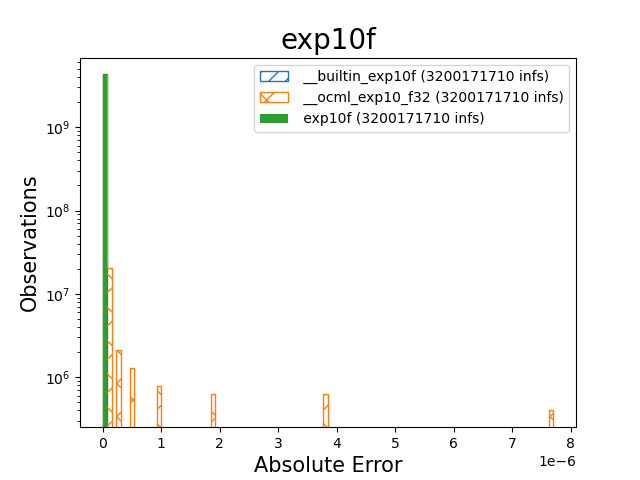 exp10f
__builtin_exp10f (3200171710 infs)
__ocml_exp10_f32 (3200171710 infs)
exp10f (3200171710 infs)
Observations
10⁹
10⁸
10⁷
10⁶
0 1 2 3 4 5 6 7 8
1e−6
Absolute Error